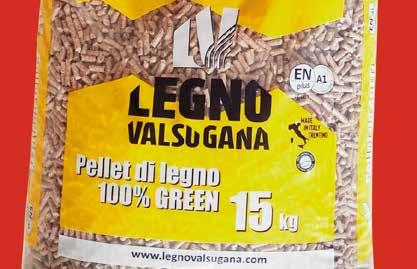 LEGNO
VALSUGANA
EN
plus
A1
MADE
IN ITALY
TRENTINO
Pellet di legno
100% GREEN
15 kg
www.legnovalsugana.com